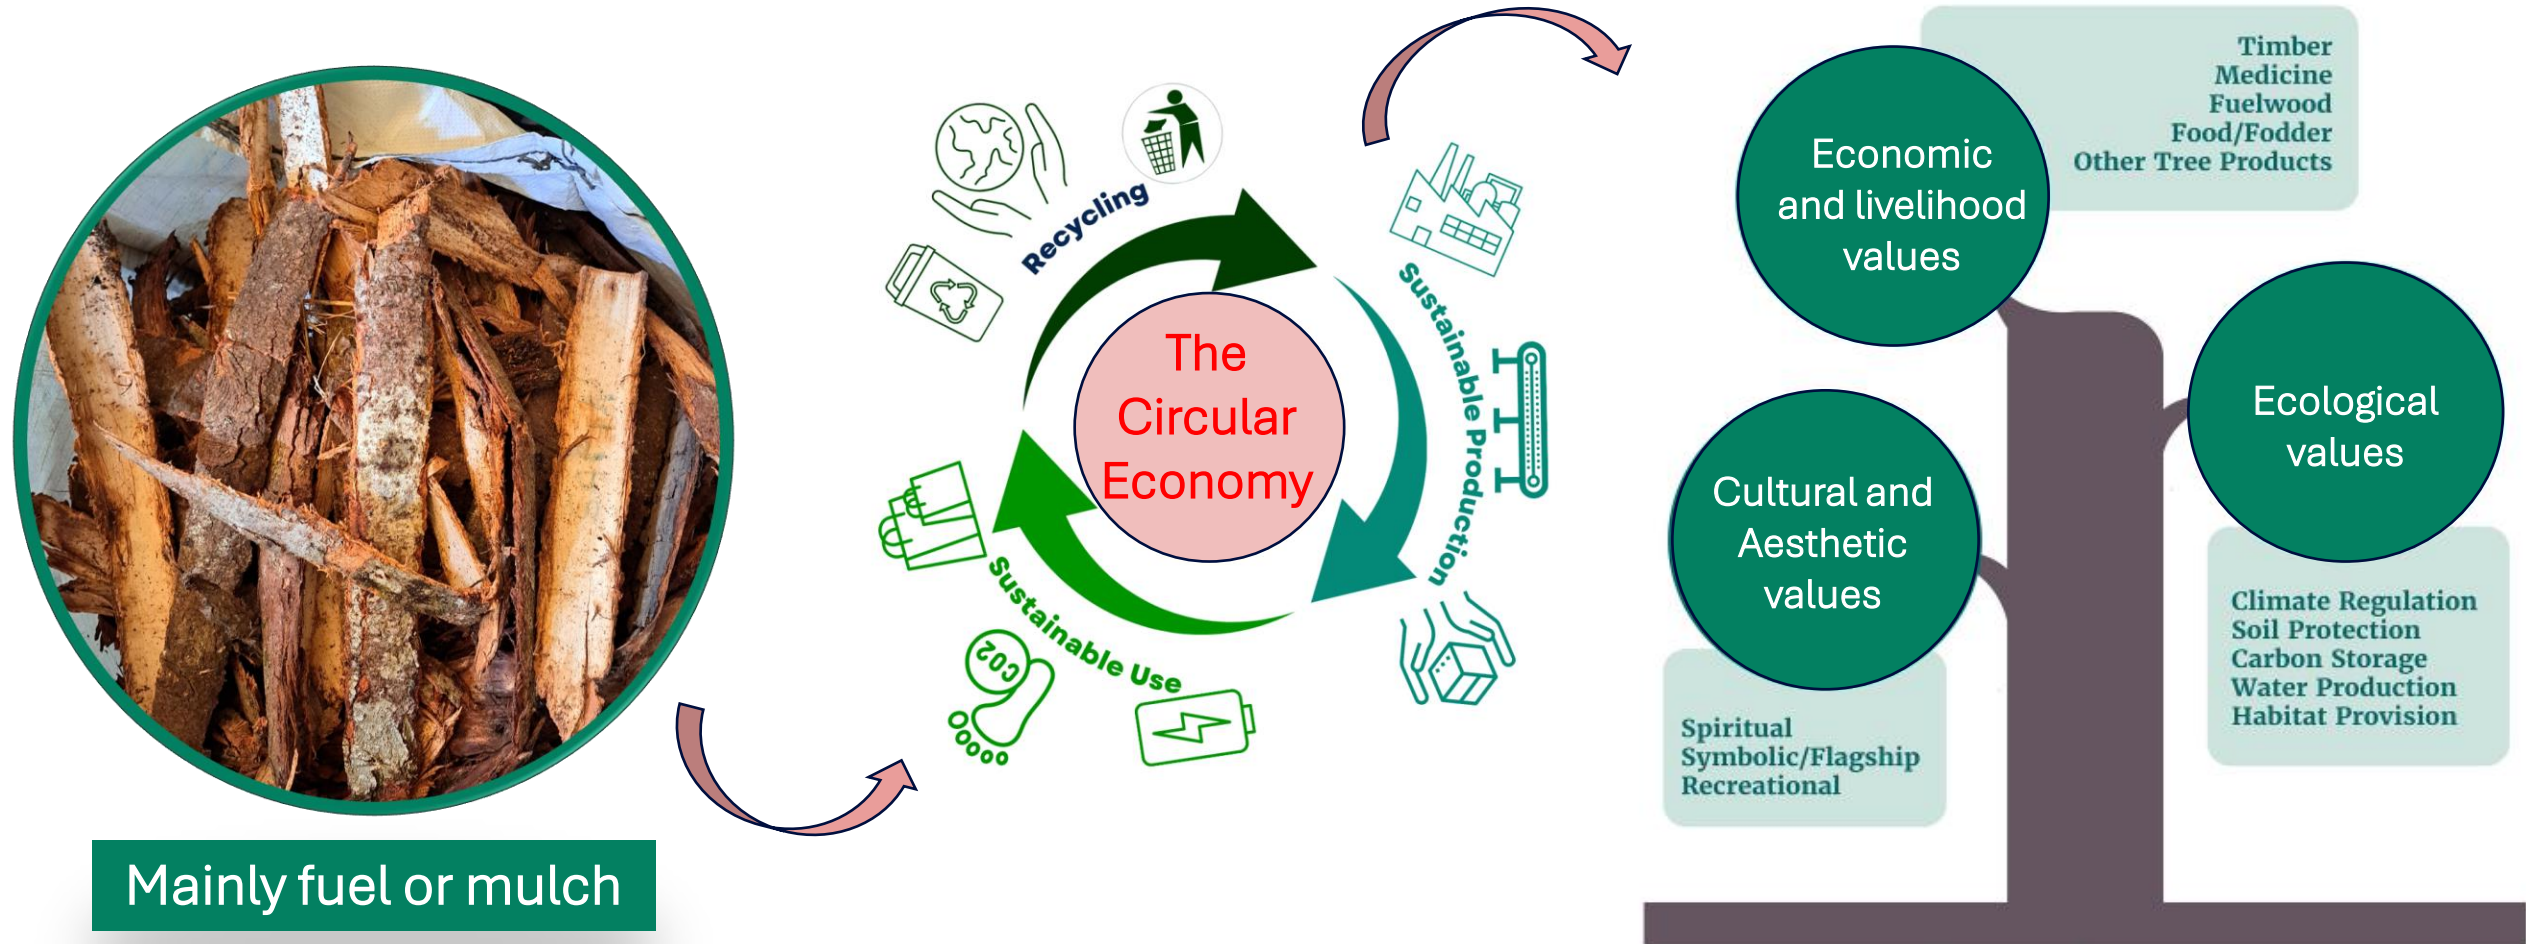 Mainly fuel or mulch
Recycling
Sustainable Production
Sustainable Use
CO2
The
Circular
Economy
Timber
Medicine
Fuelwood
Food/Fodder
Other Tree Products
Economic
and livelihood
values
Ecological
values
Climate Regulation
Soil Protection
Carbon Storage
Water Production
Habitat Provision
Cultural and
Aesthetic
values
Spiritual
Symbolic/Flagship
Recreational